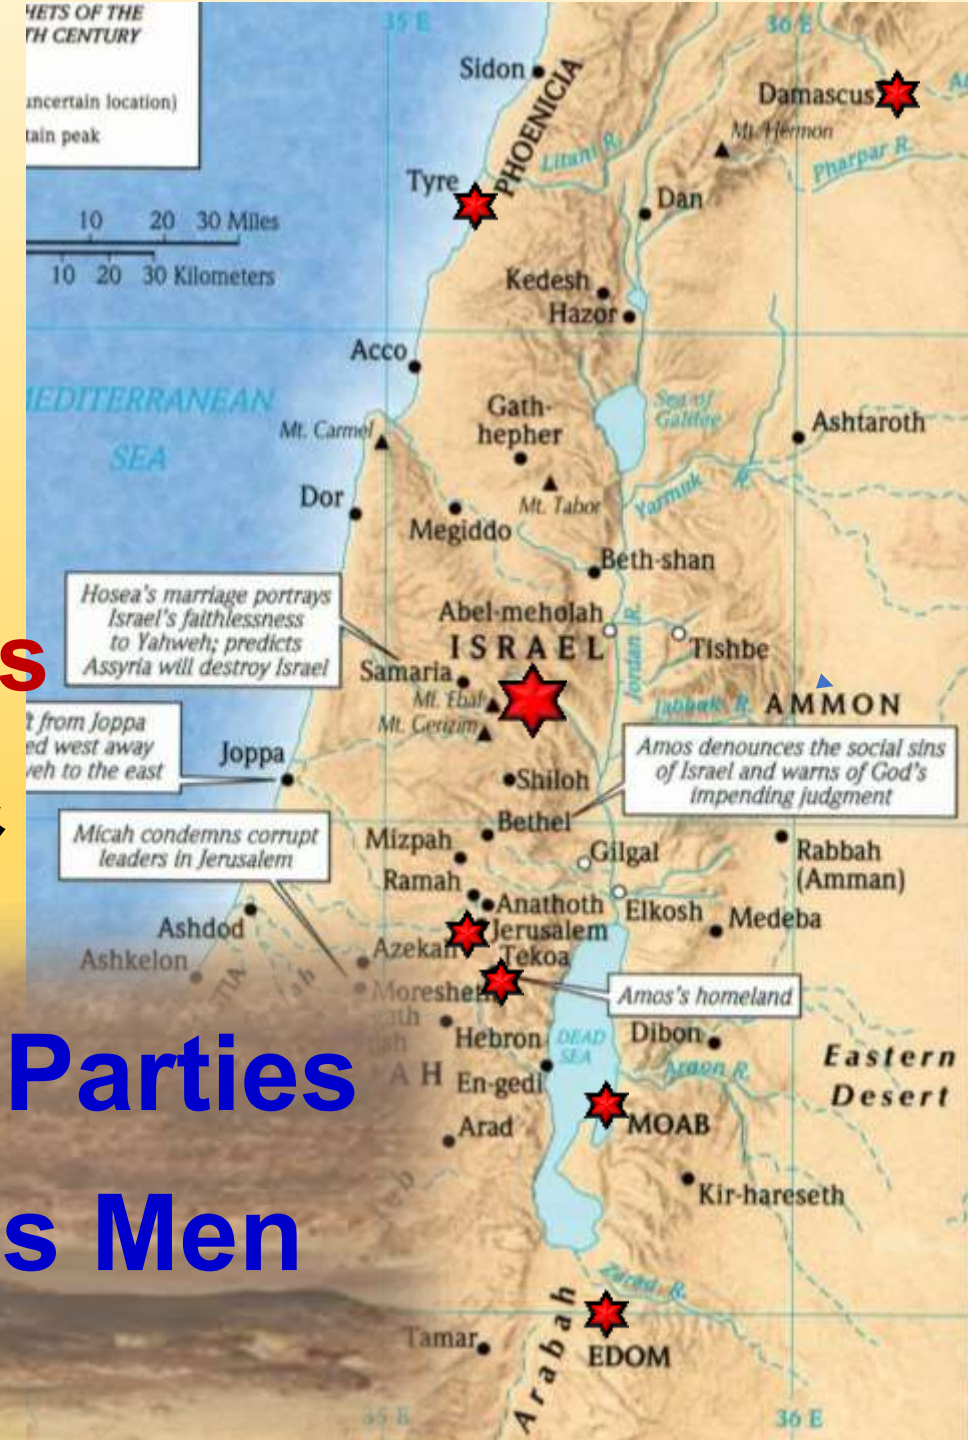 HETS OF THE
TH CENTURY
uncertain location)
tain peak
10 20 30 Miles
10 20 30 Kilometers
35 E
36 E
Sidon
PHOENICIA
Damascus
Mt. Hermon
Litani R.
Pharpar R.
Tyre
Dan
Kedesh
Hazor
Acco
MEDITERRANEAN
SEA
Mt. Carmel
Gath-
hepher
Sea of
Galilee
Ashtaroth
Dor
Mt. Tabor
Yarmuk R.
Megiddo
Beth-shan
Hosea's marriage portrays
Israel's faithlessness
to Yahweh; predicts
Assyria will destroy Israel
Abel-meholah
ISRAEL
Jordan R.
Tishbe
s
Samaria
Mt. Ebal
Mt. Gerizim
Jabbok R.
AMMON
t from Joppa
ed west away
veh to the east
Joppa
Amos denounces the social sins
of Israel and warns of God's
impending judgment
Shiloh
Bethel
Micah condemns corrupt
leaders in Jerusalem
Mizpah
Gilgal
Rabbah
(Amman)
Ramah
Anathoth
Elkosh
Medeba
Ashdod
Jerusalem
Azekah
Tekoa
Ashkelon
TIA
Moresheth
gath
Amos's homeland
Hebron
DEAD
SEA
Dibon
Arnon R.
Eastern
Desert
Parties
A H
En-gedi
MOAB
Arad
Kir-hareseth
s Men
Zered R.
Arabah
Tamar
EDOM
35 E
36 E